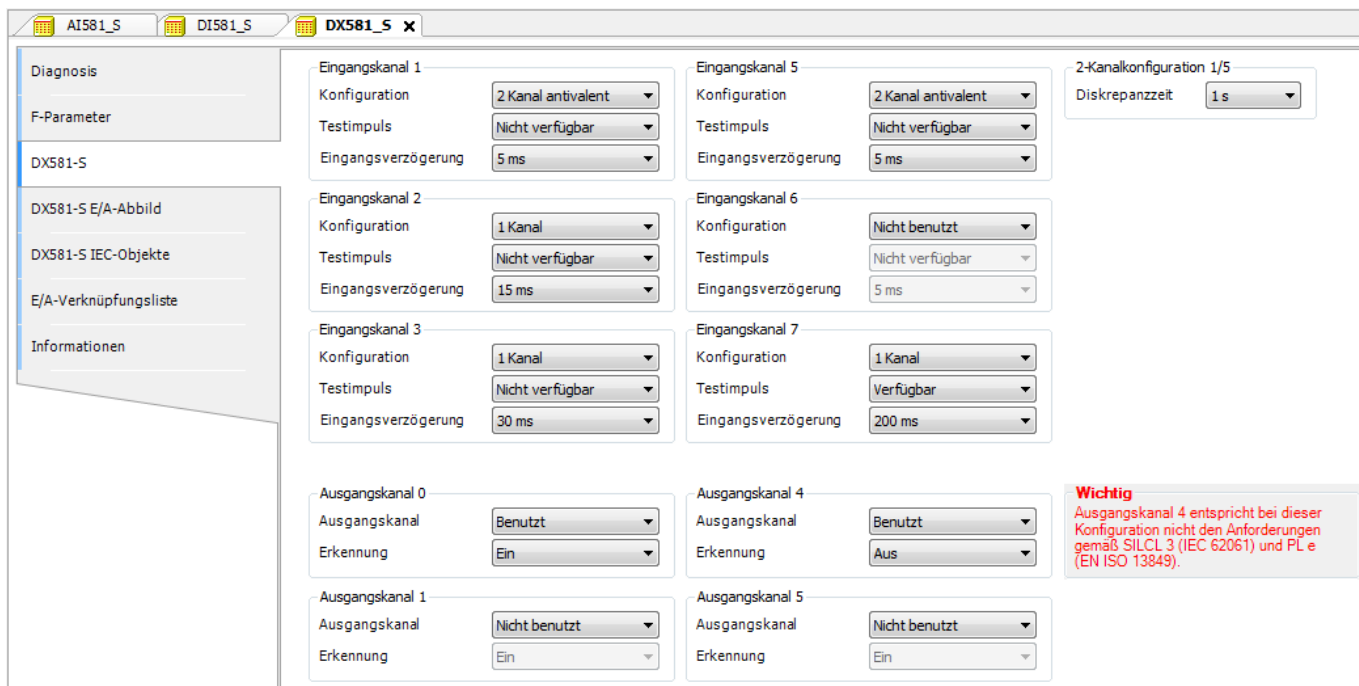 AI581_S
DI581_S
DX581_S
Diagnosis
F-Parameter
DX581-S
DX581-S E/A-Abbild
DX581-S IEC-Objekte
E/A-Verknüpfungsliste
Informationen
Eingangskanal 1
Konfiguration 2 Kanal antivalent
Testimpuls Nicht verfügbar
Eingangsverzögerung 5 ms
Eingangskanal 5
Konfiguration 2 Kanal antivalent
Testimpuls Nicht verfügbar
Eingangsverzögerung 5 ms
2-Kanalkonfiguration 1/5
Diskrepanzzeit 1 s
Eingangskanal 2
Konfiguration 1 Kanal
Testimpuls Nicht verfügbar
Eingangsverzögerung 15 ms
Eingangskanal 6
Konfiguration Nicht benutzt
Testimpuls Nicht verfügbar
Eingangsverzögerung 5 ms
Eingangskanal 3
Konfiguration 1 Kanal
Testimpuls Nicht verfügbar
Eingangsverzögerung 30 ms
Eingangskanal 7
Konfiguration 1 Kanal
Testimpuls Verfügbar
Eingangsverzögerung 200 ms
Ausgangskanal 0
Ausgangskanal Benutzt
Erkennung Ein
Ausgangskanal 4
Ausgangskanal Benutzt
Erkennung Aus
Wichtig
Ausgangskanal 4 entspricht bei dieser
Konfiguration nicht den Anforderungen
gemäß SILCL 3 (IEC 62061) und PL e
(EN ISO 13849).
Ausgangskanal 1
Ausgangskanal Nicht benutzt
Erkennung Ein
Ausgangskanal 5
Ausgangskanal Nicht benutzt
Erkennung Ein